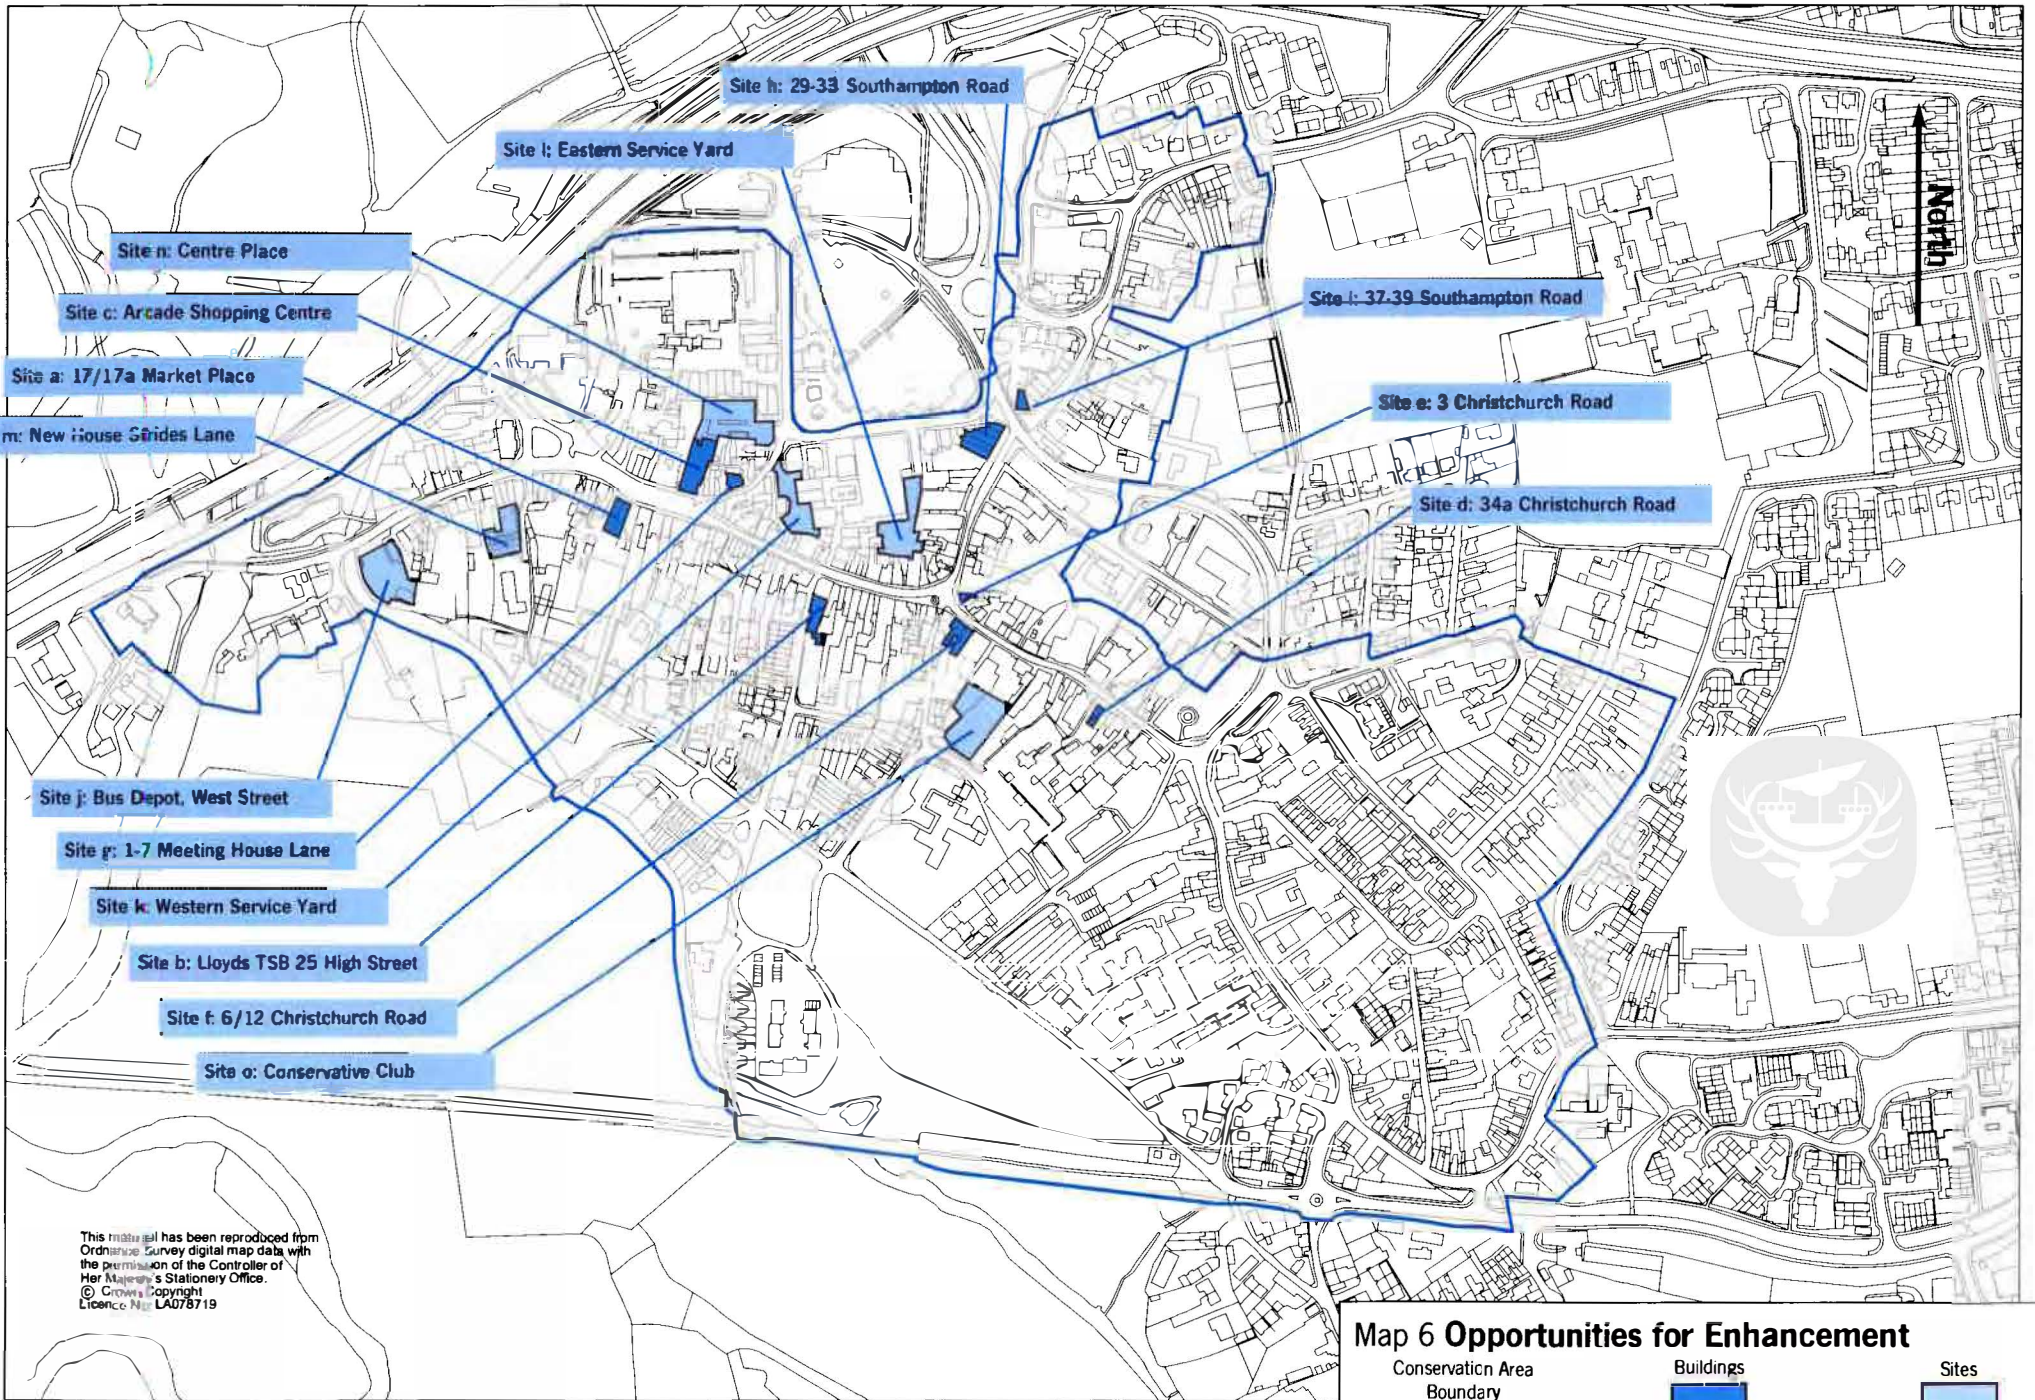 Site h: 29-33 Southampton Road
Site l: Eastern Service Yard
North
Site n: Centre Place
Site c: Arcade Shopping Centre
Site i: 37-39 Southampton Road
Site a: 17/17a Market Place
Site e: 3 Christchurch Road
m: New House Strides Lane
Site d: 34a Christchurch Road
Site j: Bus Depot, West Street
Site g: 1-7 Meeting House Lane
Site k: Western Service Yard
Site b: Lloyds TSB 25 High Street
Site f: 6/12 Christchurch Road
Site o: Conservative Club
This material has been reproduced from
Ordnance Survey digital map data with
the permission of the Controller of
Her Majesty's Stationery Office.
© Crown Copyright
Licence No: LA078719
Map 6 Opportunities for Enhancement
Conservation Area
Boundary
Buildings
Sites